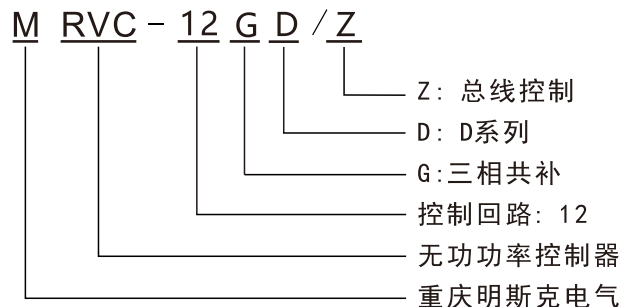 M RVC-12GD/Z
Z: 总线控制
D: D系列
G:三相共补
控制回路: 12
无功功率控制器
重庆明斯克电气